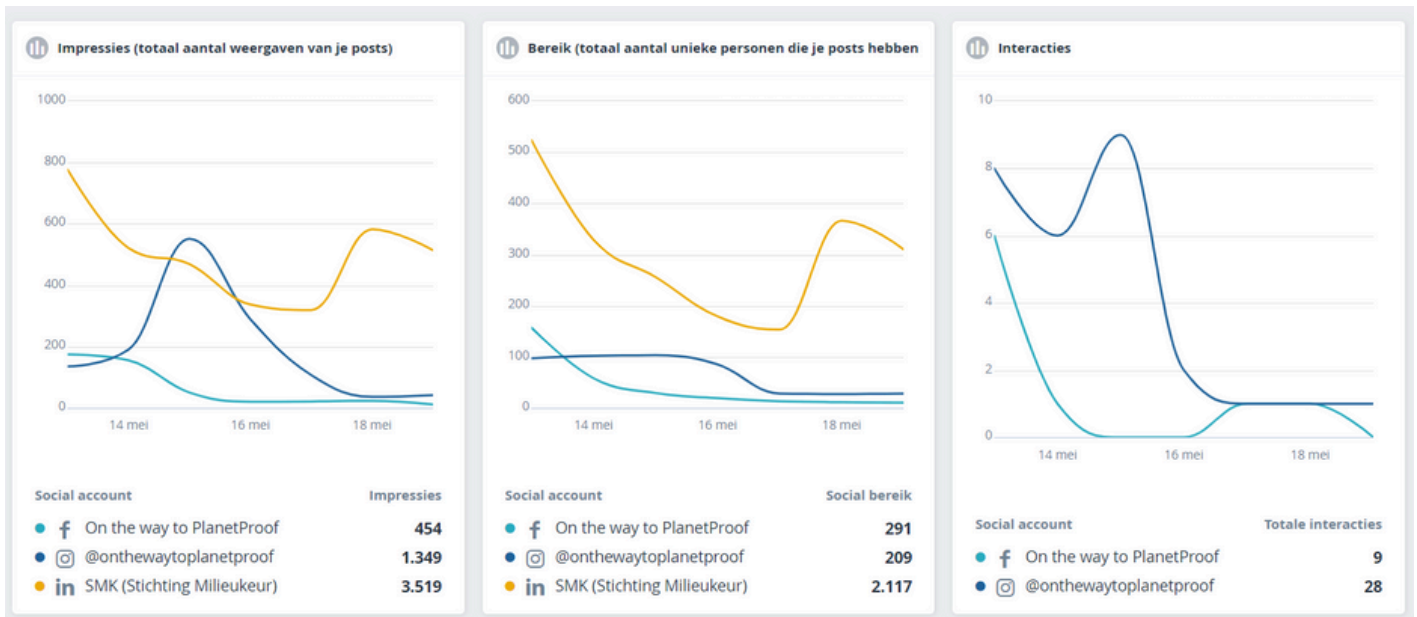 Impressies (totaal aantal weergaven van je posts)
1000
800
600
400
200
0
14 mei 16 mei 18 mei
Social account Impressies
On the way to PlanetProof 454
@onthewaytoplanetproof 1.349
in SMK (Stichting Milieukeur) 3.519
Bereik (totaal aantal unieke personen die je posts hebben
600
500
400
300
200
100
0
14 mei 16 mei 18 mei
Social account Social bereik
On the way to PlanetProof 291
@onthewaytoplanetproof 209
in SMK (Stichting Milieukeur) 2.117
Interacties
10
8
6
4
2
0
14 mei 16 mei 18 mei
Social account Totale interacties
On the way to PlanetProof 9
@onthewaytoplanetproof 28